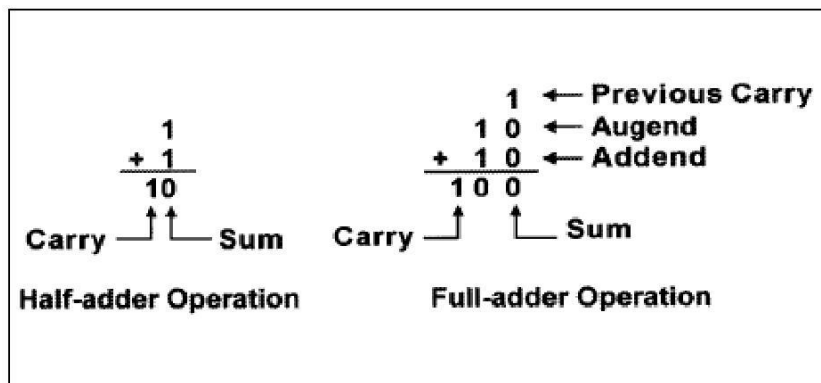 1
+ 1
10
Carry Sum
Half-adder Operation
1 Previous Carry
1 0 Augend
+ 1 0 Addend
1 0 0
Carry Sum
Full-adder Operation